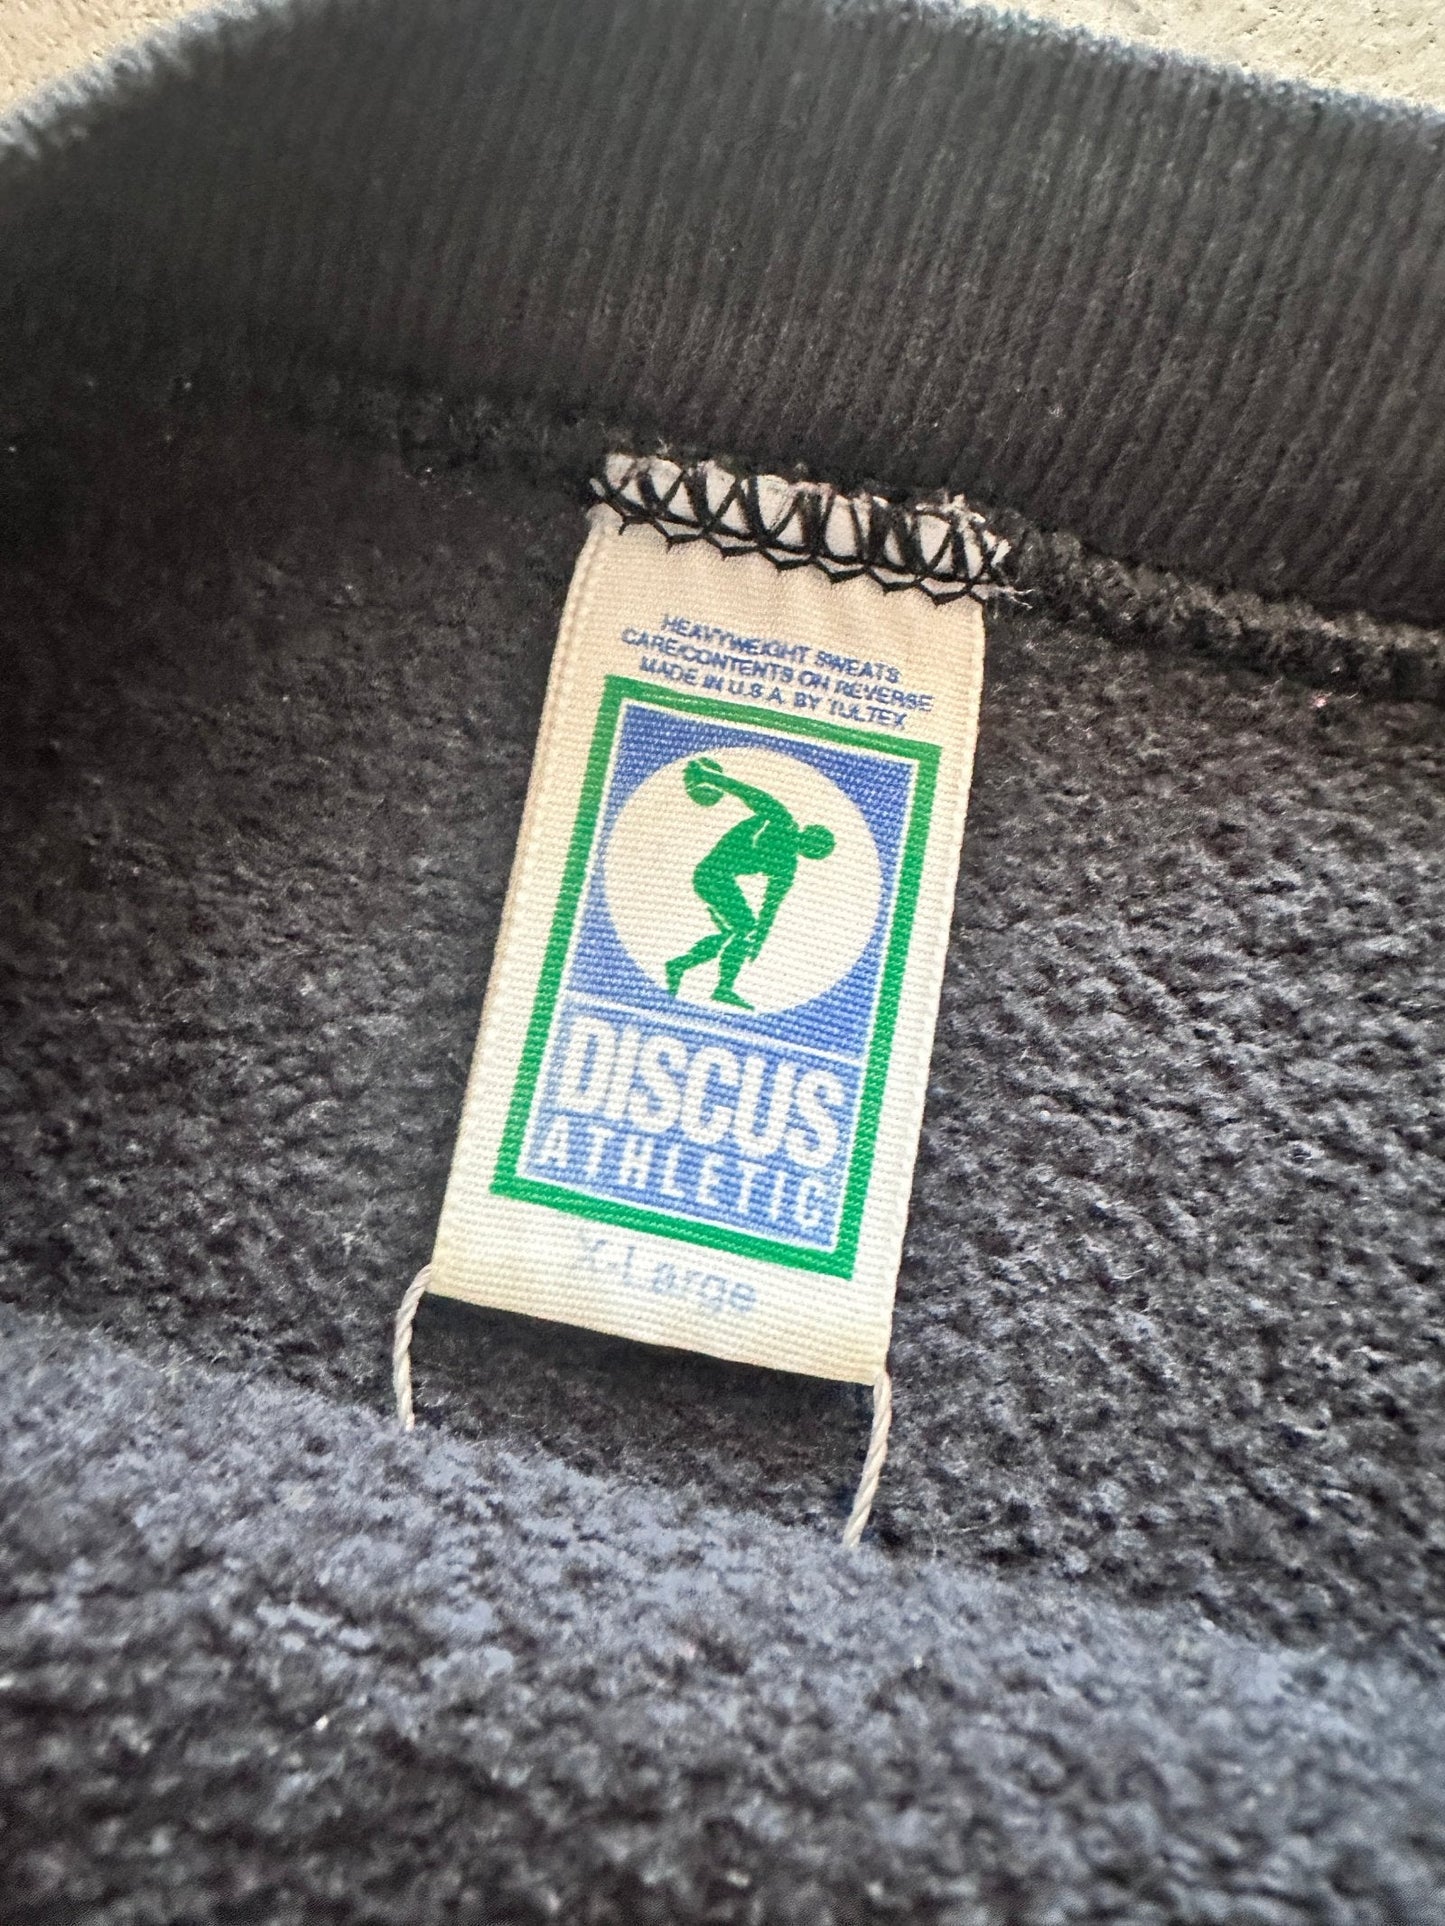 HEAVYWEIGHT SWEATS
CARE/CONTENTS ON REVERSE
MADE IN U.S.A. BY TULTEX
DISCUS
ATHLETIC
X-Large